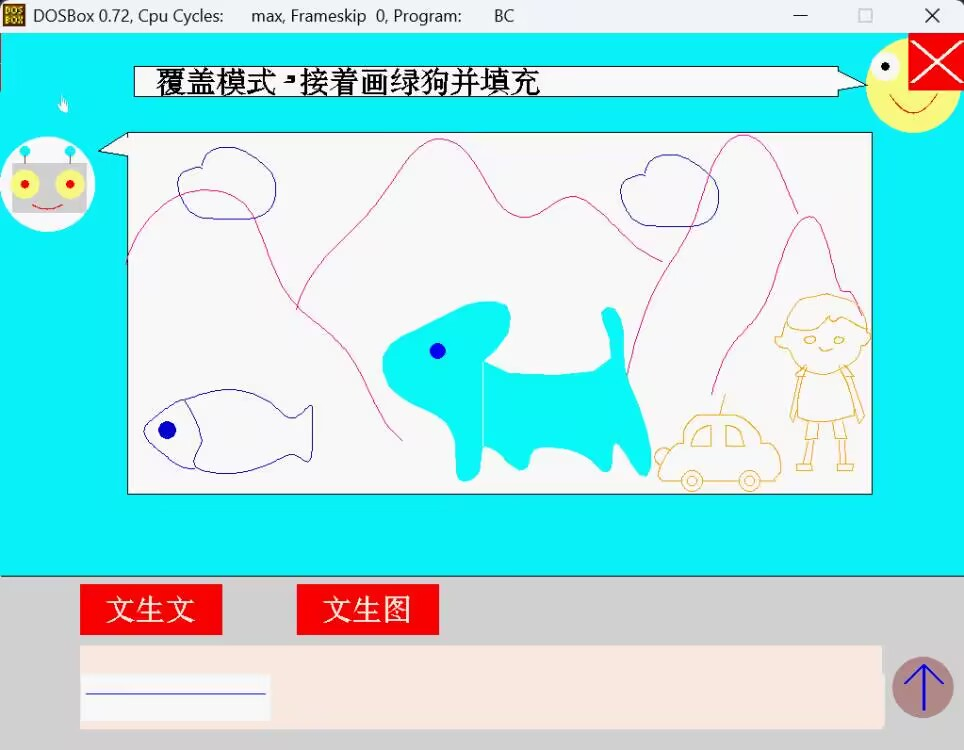 DOSBox 0.72, Cpu Cycles: max, Frameskip 0, Program: BC
覆盖模式,接着画绿狗并填充
文生文 文生图